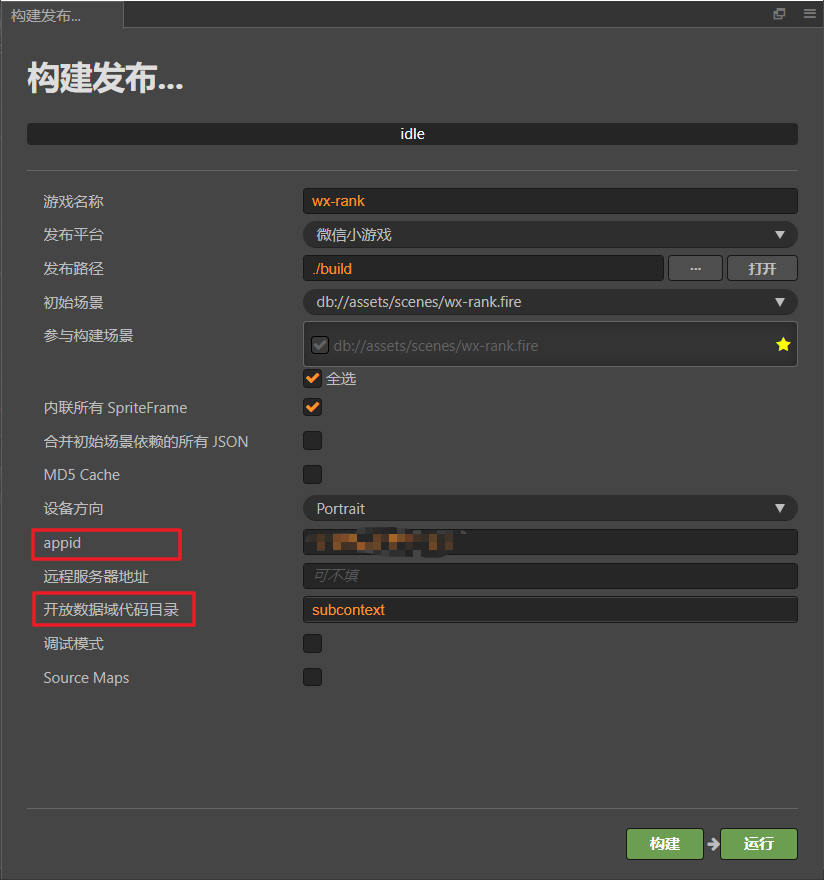 构建发布...
构建发布...
idle
游戏名称 wx-rank
发布平台 微信小游戏
发布路径 ./build ... 打开
初始场景 db://assets/scenes/wx-rank.fire
参与构建场景 db://assets/scenes/wx-rank.fire
全选
内联所有 SpriteFrame
合并初始场景依赖的所有 JSON
MD5 Cache
设备方向 Portrait
appid
远程服务器地址 可不填
开放数据域代码目录 subcontext
调试模式
Source Maps
构建 运行